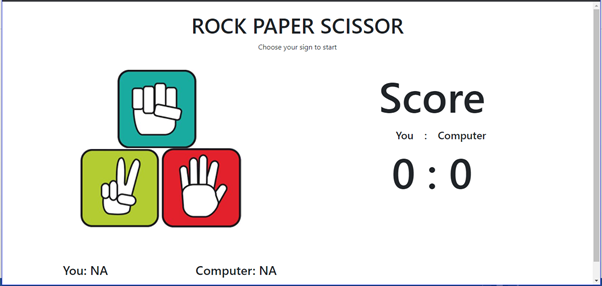 ROCK PAPER SCISSOR
Choose your sign to start
Score
You : Computer
0 : 0
You: NA
Computer: NA